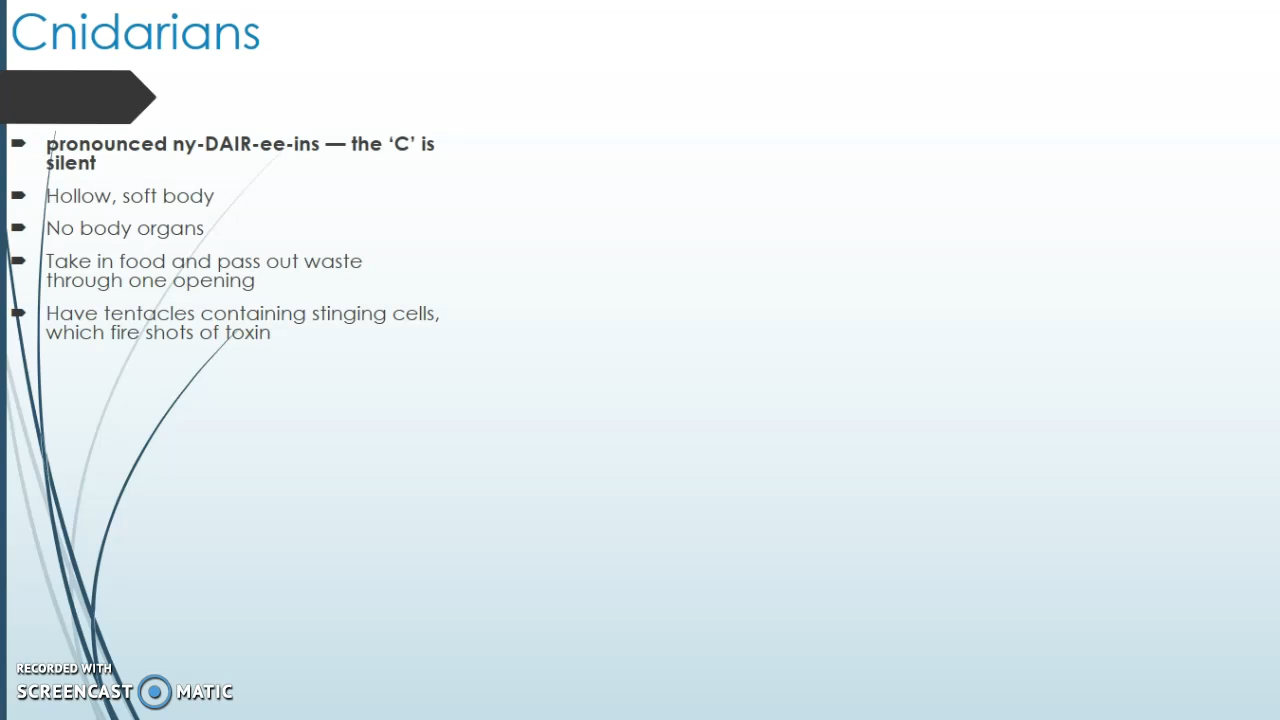 Cnidarians
pronounced ny-DAIR-ee-ins — the ‘C’ is
silent
Hollow, soft body
No body organs
Take in food and pass out waste
through one opening
Have tentacles containing stinging cells,
which fire shots of toxin
RECORDED WITH
SCREENCAST MATIC